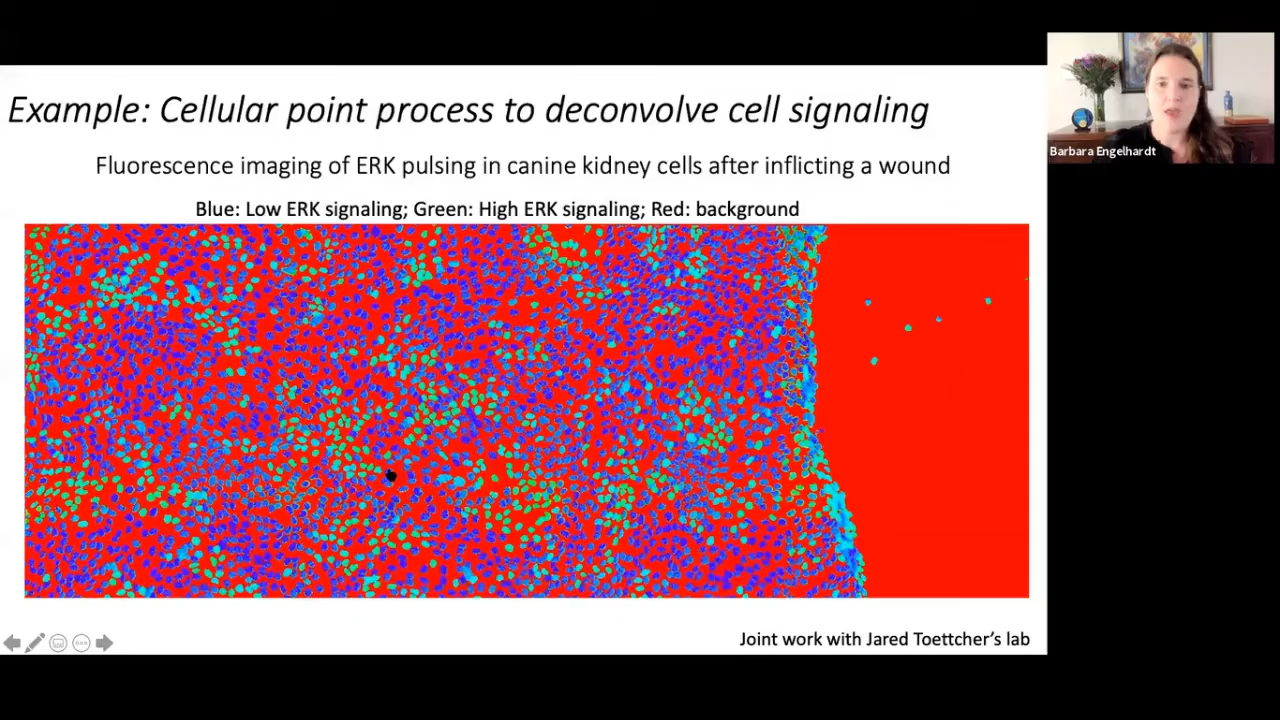 Example: Cellular point process to deconvolve cell signaling
Fluorescence imaging of ERK pulsing in canine kidney cells after inflicting a wound
Blue: Low ERK signaling; Green: High ERK signaling; Red: background
Joint work with Jared Toettcher's lab
Barbara Engelhardt